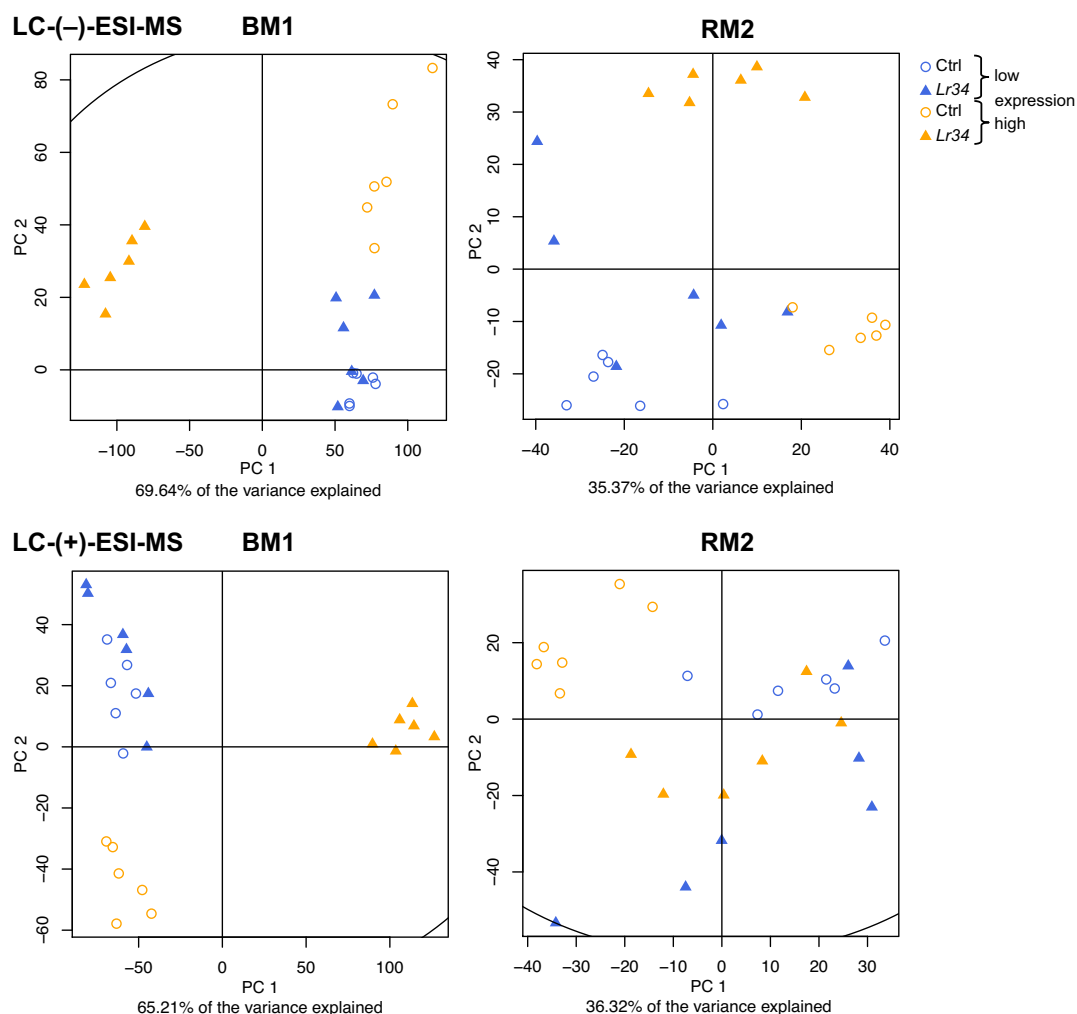 LC-(–)-ESI-MS BM1 RM2
Ctrl
Lr34
Ctrl
Lr34
low
expression
high
80
60
40
20
0
PC 2
−100 −50 0 50 100
PC 1
69.64% of the variance explained
40
30
20
10
0
−10
−20
PC 2
−40 −20 0 20 40
PC 1
35.37% of the variance explained
LC-(+)-ESI-MS BM1 RM2
40
20
0
−20
−40
−60
PC 2
−50 0 50 100
PC 1
65.21% of the variance explained
20
0
−20
−40
PC 2
−40 −30 −20 −10 0 10 20 30
PC 1
36.32% of the variance explained